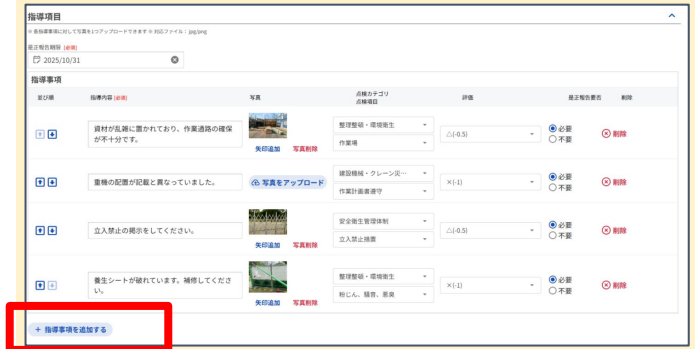 指導項目
※ 各指導事項に対して写真を1つアップロードできます ※ 対応ファイル： jpg/png
是正報告期限 (必須)
2025/10/31
指導事項
並び順 指導内容 (必須) 写真 点検カテゴリ 評価 是正報告要否 削除
点検項目
資材が乱雑に置かれており、作業通路の確保
が不十分です。
矢印追加 写真削除
整理整頓・環境衛生
作業場
△(-0.5)
必要
不要
削除
重機の配置が記載と異なっていました。
写真をアップロード
建設機械・クレーン災…
作業計画書遵守
×(-1)
必要
不要
削除
立入禁止の掲示をしてください。
矢印追加 写真削除
安全衛生管理体制
立入禁止措置
△(-0.5)
必要
不要
削除
養生シートが破れています。補修してくださ
い。
矢印追加 写真削除
整理整頓・環境衛生
粉じん、騒音、悪臭
×(-1)
必要
不要
削除
+ 指導事項を追加する